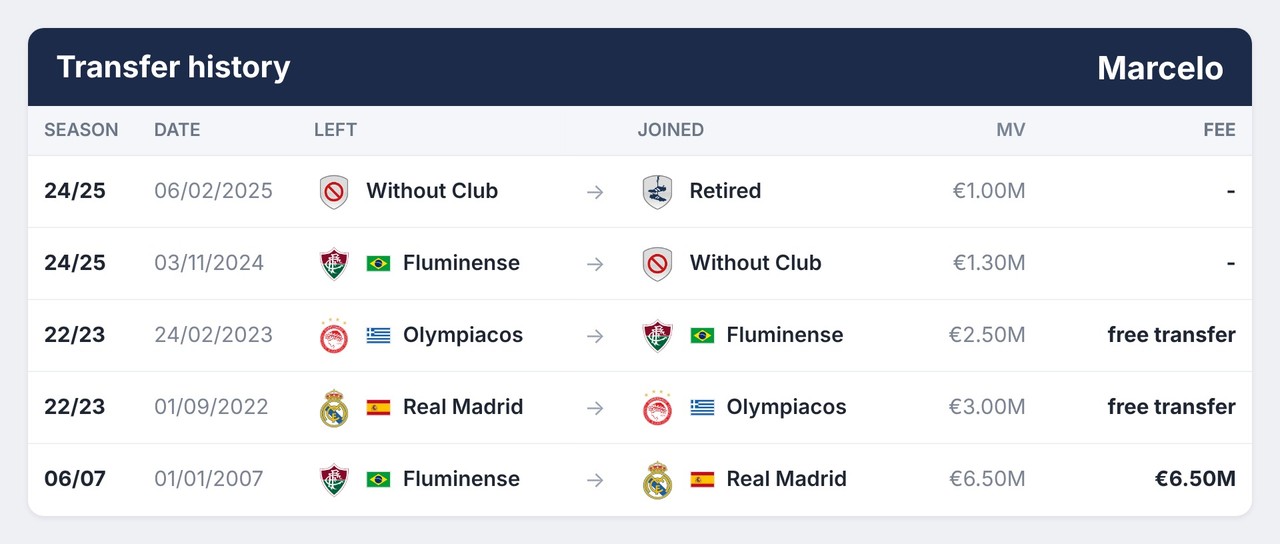 Transfer history Marcelo
SEASON DATE LEFT JOINED MV FEE
24/25 06/02/2025 Without Club → Retired €1.00M -
24/25 03/11/2024 Fluminense → Without Club €1.30M -
22/23 24/02/2023 Olympiacos → Fluminense €2.50M free transfer
22/23 01/09/2022 Real Madrid → Olympiacos €3.00M free transfer
06/07 01/01/2007 Fluminense → Real Madrid €6.50M €6.50M